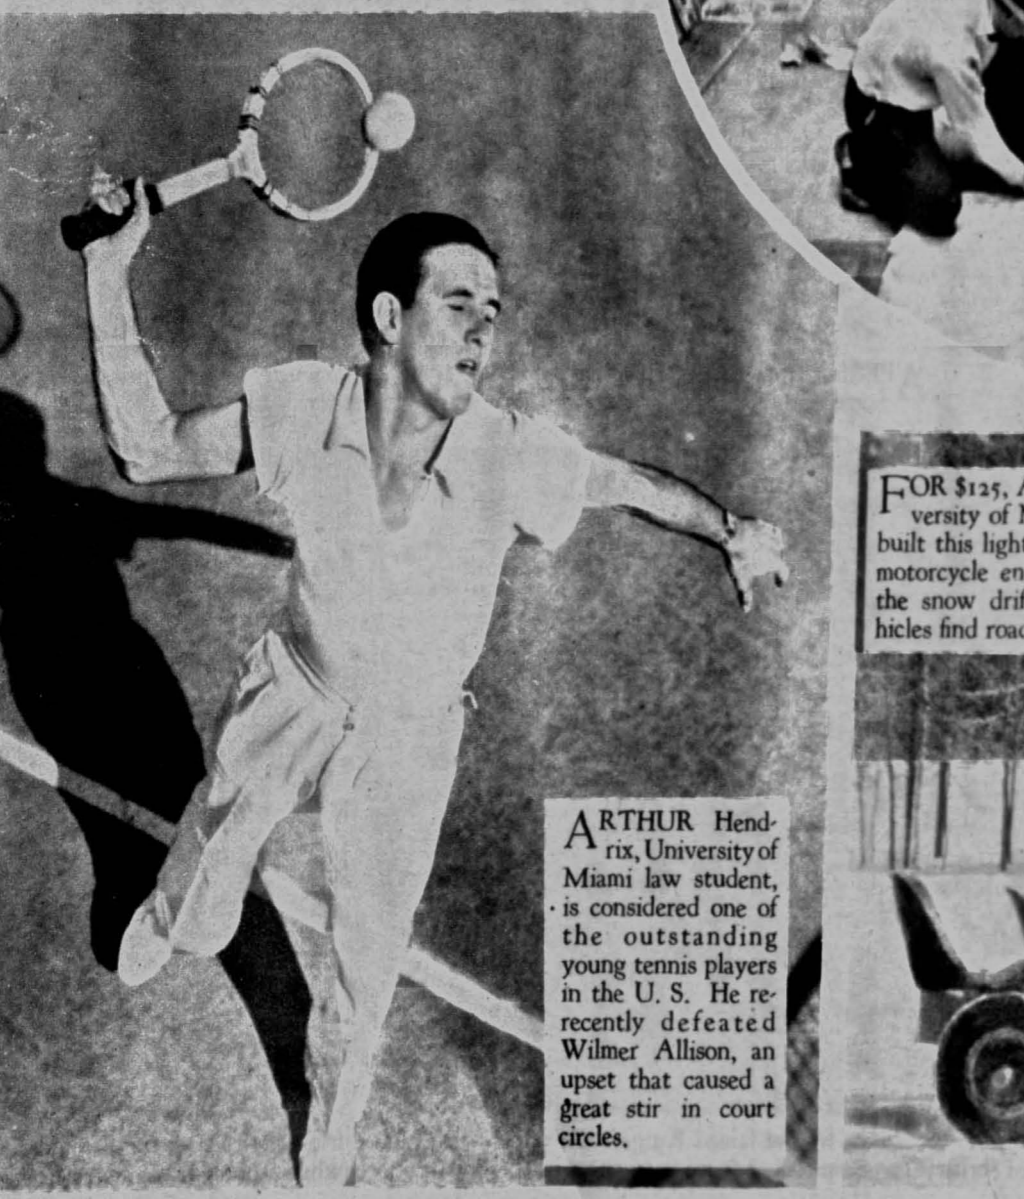 ARTHUR Hend-
rix, University of
Miami law student,
is considered one of
the outstanding
young tennis players
in the U. S. He re-
recently defeated
Wilmer Allison, an
upset that caused a
great stir in court
circles.
FOR $125, A
versity of
built this light
motorcycle en
the snow drif
hicles find road